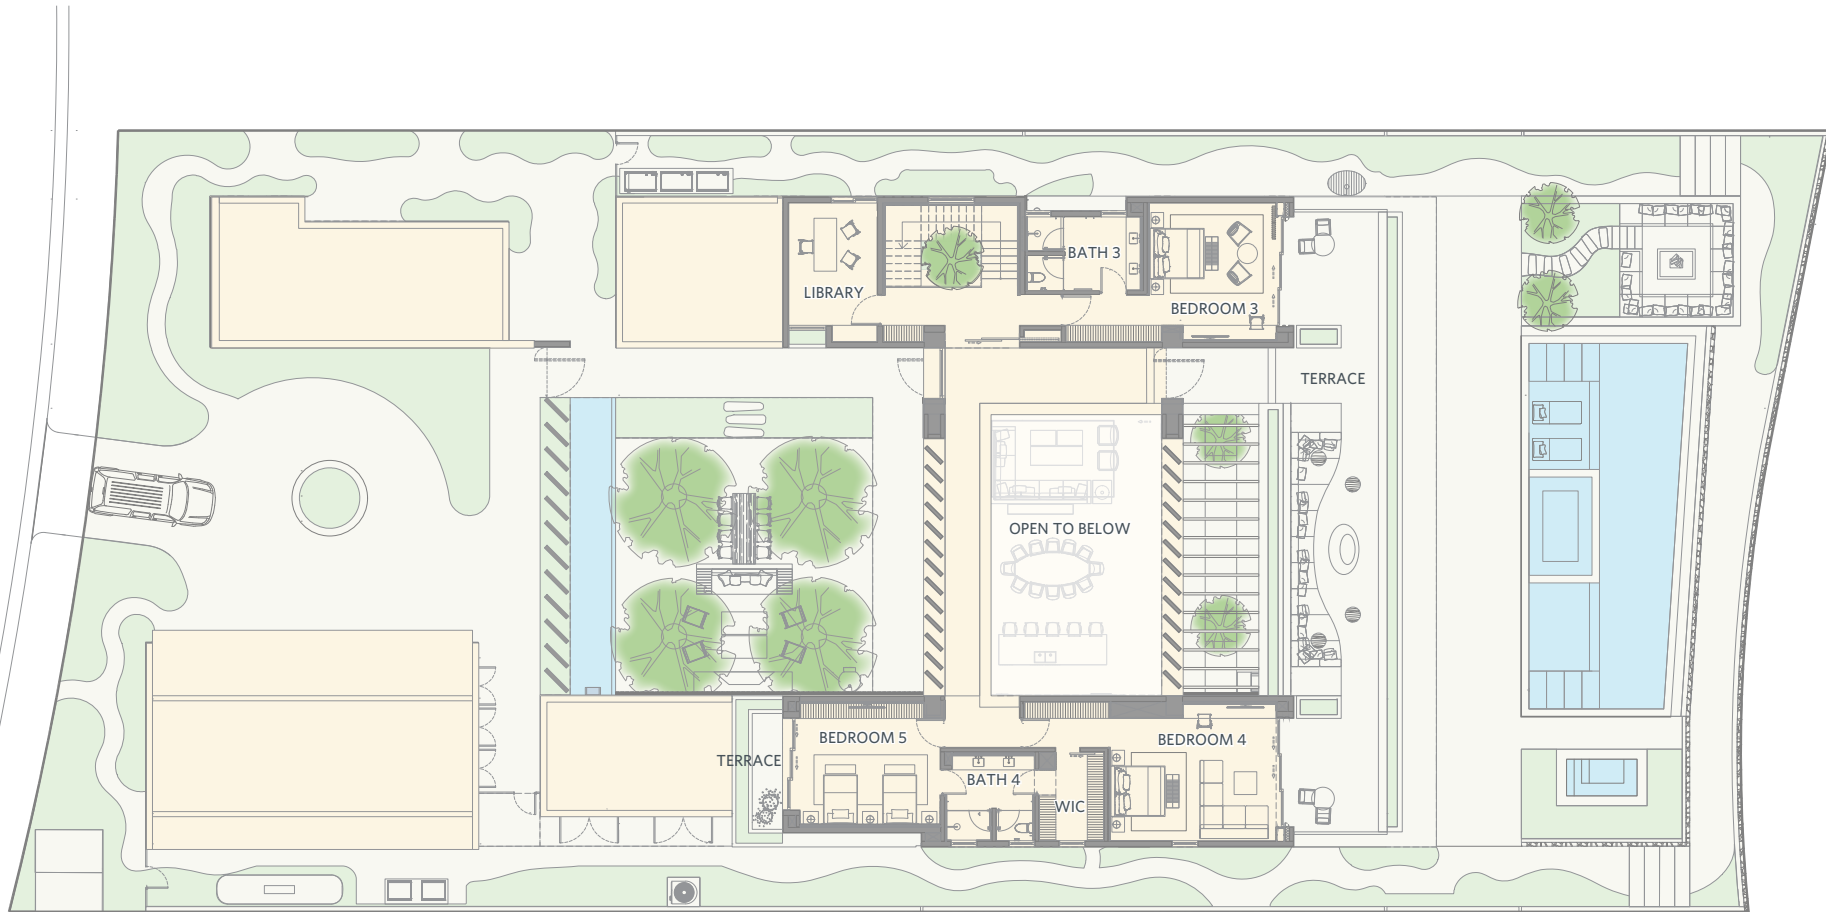 BATH 3
LIBRARY
BEDROOM 3
TERRACE
OPEN TO BELOW
BEDROOM 5
BEDROOM 4
TERRACE
BATH 4
WIC